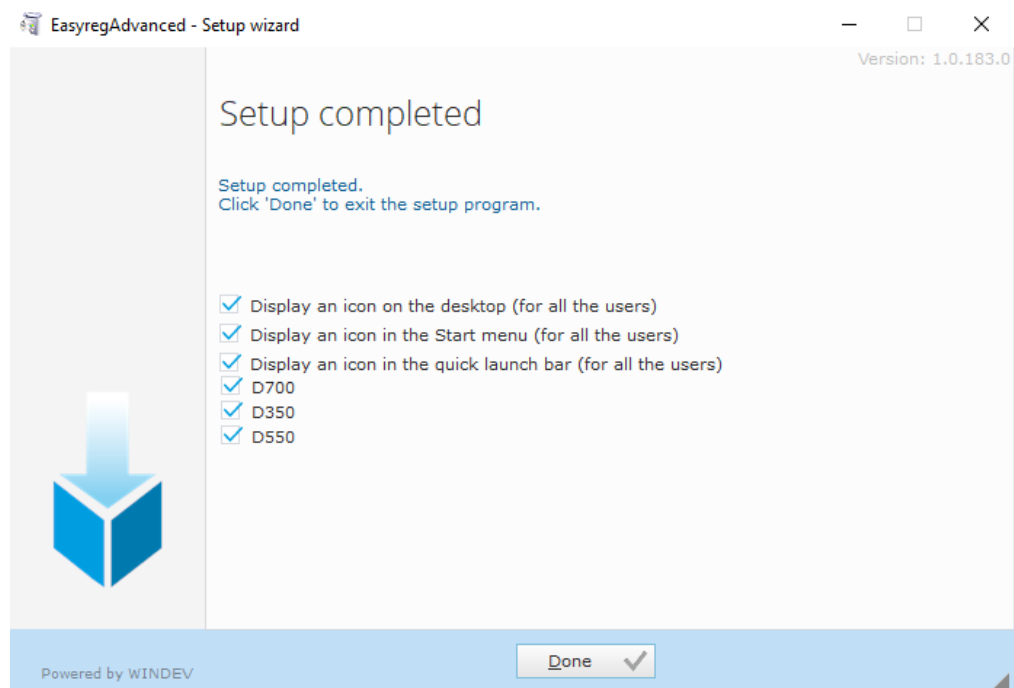 EasyregAdvanced - Setup wizard
Version: 1.0.183.0
Setup completed
Setup completed.
Click 'Done' to exit the setup program.
Display an icon on the desktop (for all the users)
Display an icon in the Start menu (for all the users)
Display an icon in the quick launch bar (for all the users)
D700
D350
D550
Done
Powered by WINDEV